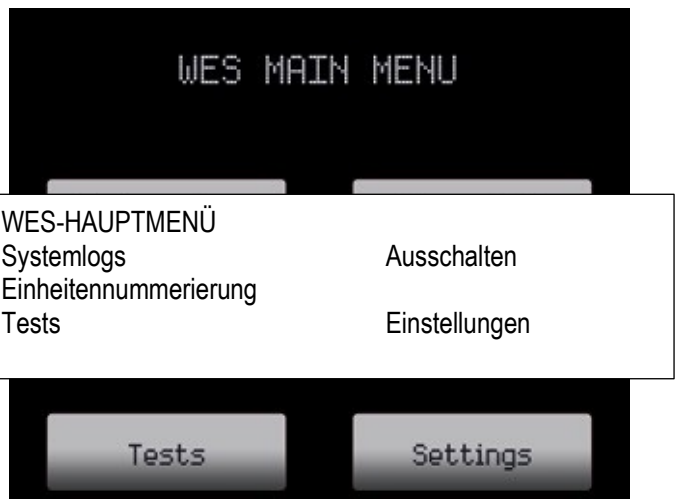 WES MAIN MENU
WES-HAUPTMENÜ
Systemlogs Ausschalten
Einheitennummerierung
Tests Einstellungen
Tests Settings